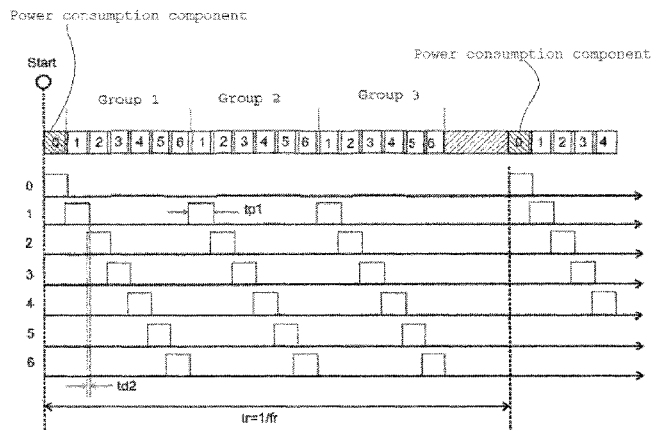 Power consumption component
Power consumption component
Start
Group 1 Group 2 Group 3
0 1 2 3 4 5 6 1 2 3 4 5 6 1 2 3 4 5 6 0 1 2 3 4
0
1 tp1
2
3
4
5
6
td2
tr=1/fr